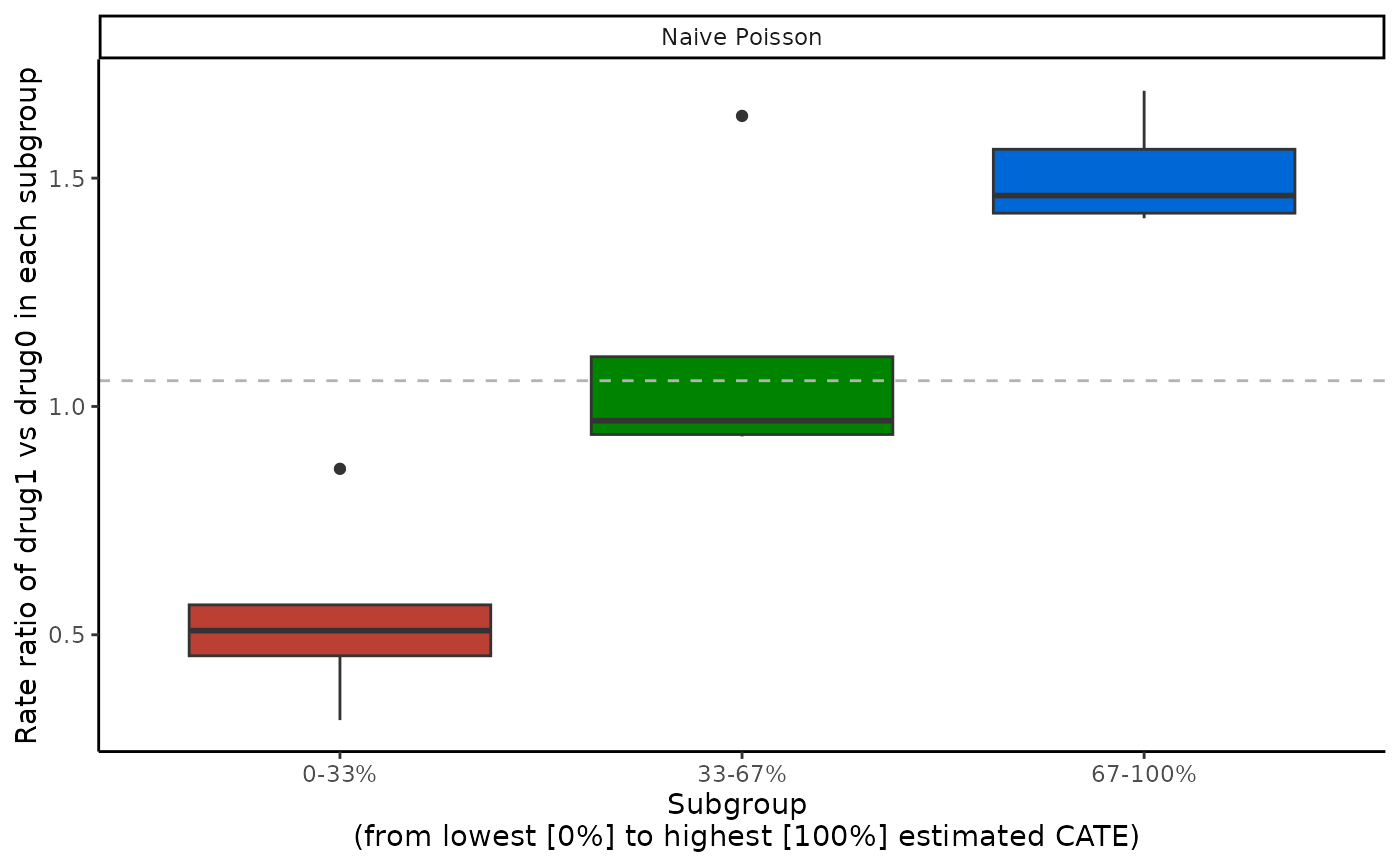 Naive Poisson
Rate ratio of drug1 vs drug0 in each subgroup
1.5
1.0
0.5
0-33%
33-67%
67-100%
Subgroup
(from lowest [0%] to highest [100%] estimated CATE)